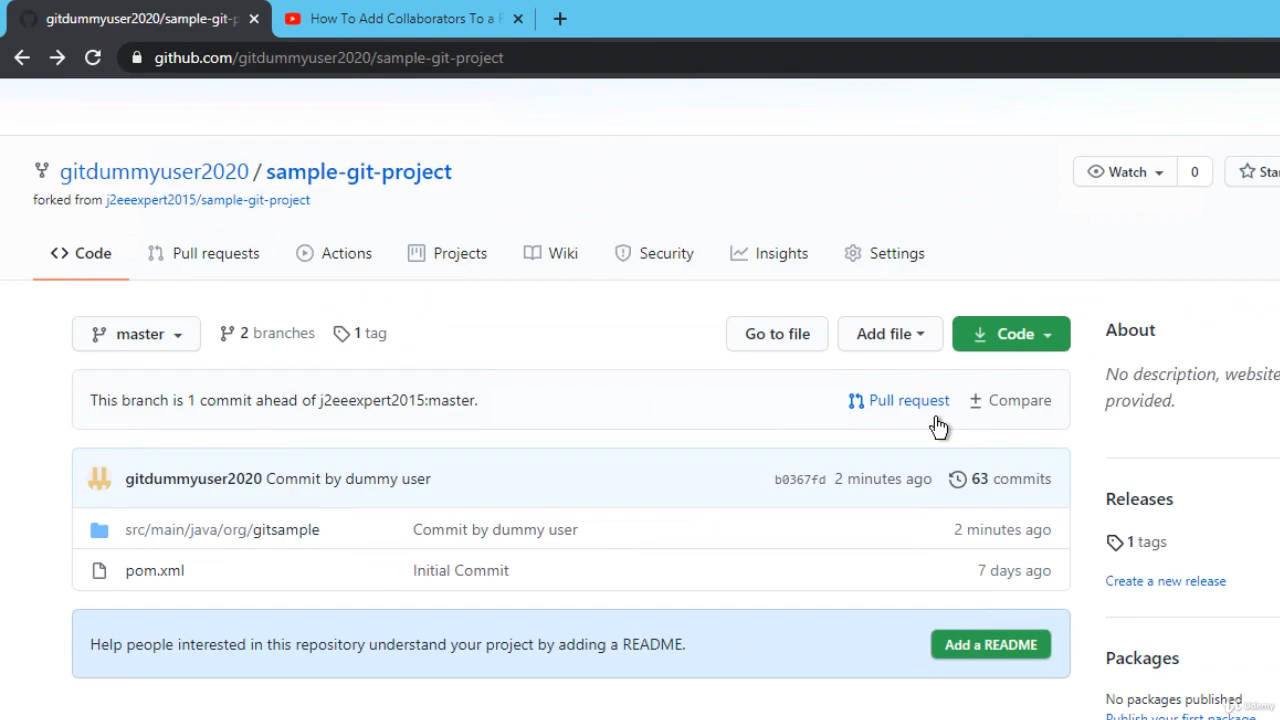 gitdummyuser2020/sample-git-p
How To Add Collaborators To a
github.com/gitdummyuser2020/sample-git-project
gitdummyuser2020 / sample-git-project
Watch 0
Sta
forked from j2eeexpert2015/sample-git-project
Code Pull requests Actions Projects Wiki Security Insights Settings
master 2 branches 1 tag Go to file Add file Code
About
This branch is 1 commit ahead of j2eeexpert2015:master. Pull request Compare
No description, website
provided.
gitdummyuser2020 Commit by dummy user b0367fd 2 minutes ago 63 commits
Releases
src/main/java/org/gitsample Commit by dummy user 2 minutes ago
1 tags
pom.xml Initial Commit 7 days ago
Create a new release
Help people interested in this repository understand your project by adding a README. Add a README
Packages
No packages published
Publish your first package
Udemy